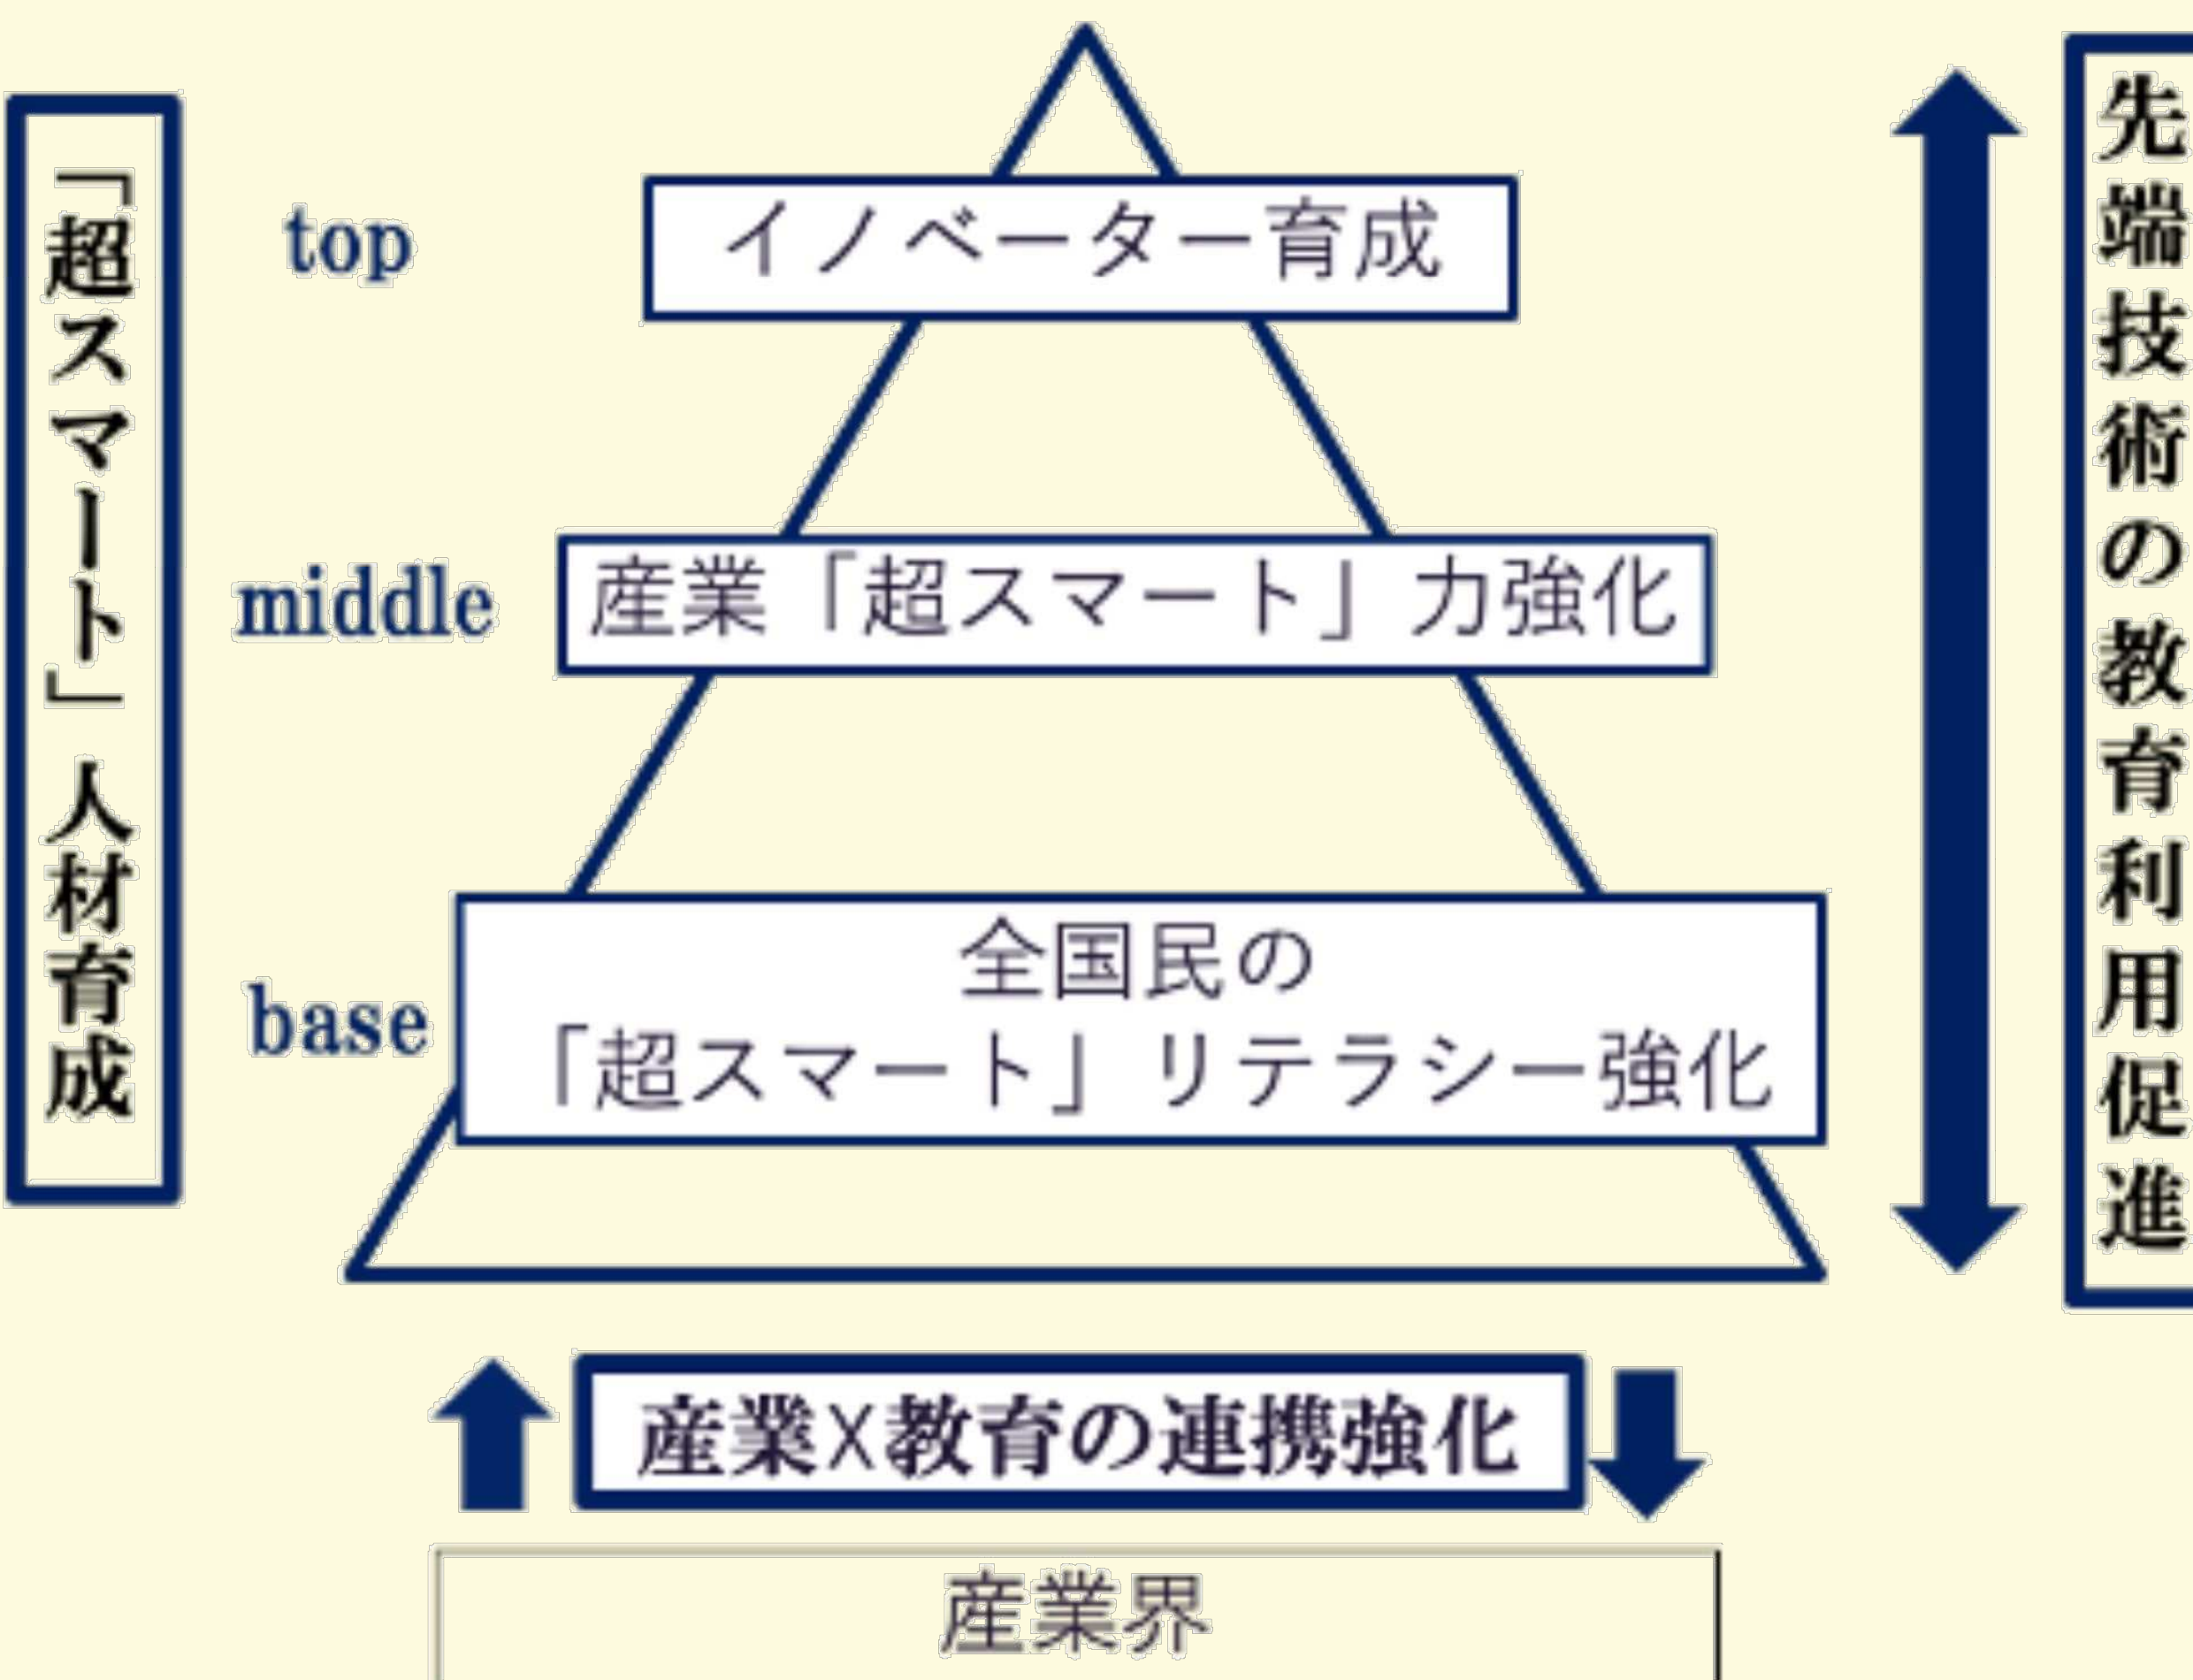 「超スマート」人材育成
top
イノベーター育成
middle
産業「超スマート」力強化
base
全国民の
「超スマート」リテラシー強化
先端技術の教育利用促進
産業X教育の連携強化
産業界